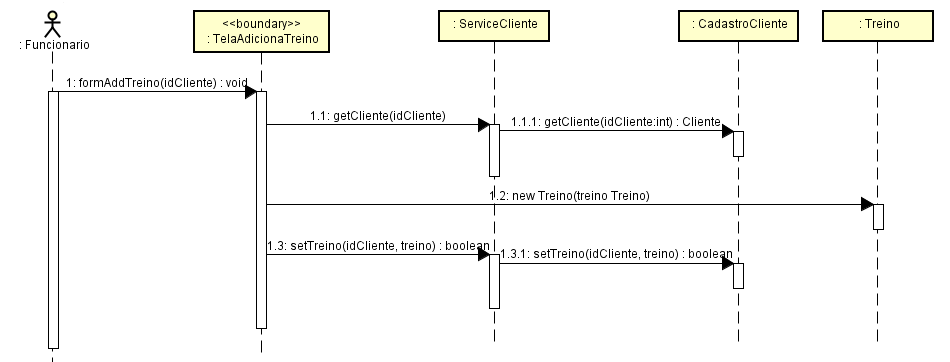 : Funcionario
<<boundary>>
: TelaAdicionaTreino
: ServiceCliente
: CadastroCliente
: Treino
1: formAddTreino(idCliente) : void
1.1: getCliente(idCliente)
1.1.1: getCliente(idCliente:int) : Cliente
1.2: new Treino(treino Treino)
1.3: setTreino(idCliente, treino) : boolean
1.3.1: setTreino(idCliente, treino) : boolean